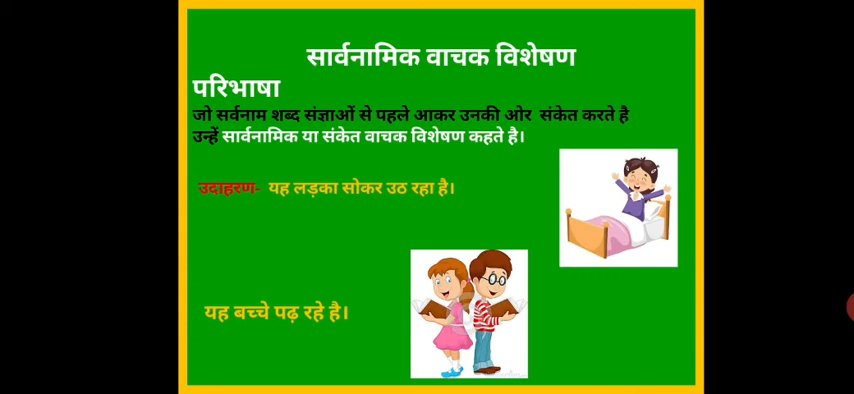 सार्वनामिक वाचक विशेषण
परिभाषा
जो सर्वनाम शब्द संज्ञाओं से पहले आकर उनकी ओर संकेत करते है
उन्हें सार्वनामिक या संकेत वाचक विशेषण कहते है।
उदाहरण- यह लड़का सोकर उठ रहा है।
यह बच्चे पढ़ रहे है।